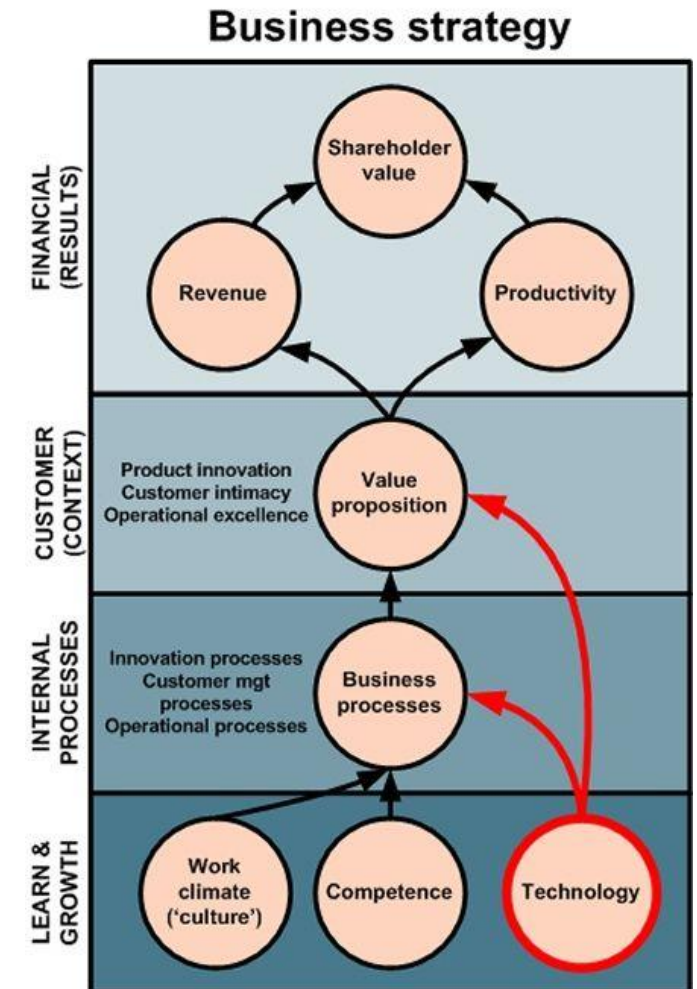 Business strategy
FINANCIAL
(RESULTS)
Shareholder
value
Revenue
Productivity
CUSTOMER
(CONTEXT)
Product innovation
Customer intimacy
Operational excellence
Value
proposition
INTERNAL
PROCESSES
Innovation processes
Customer mgt
processes
Operational processes
Business
processes
LEARN &
GROWTH
Work
climate
(‘culture’)
Competence
Technology